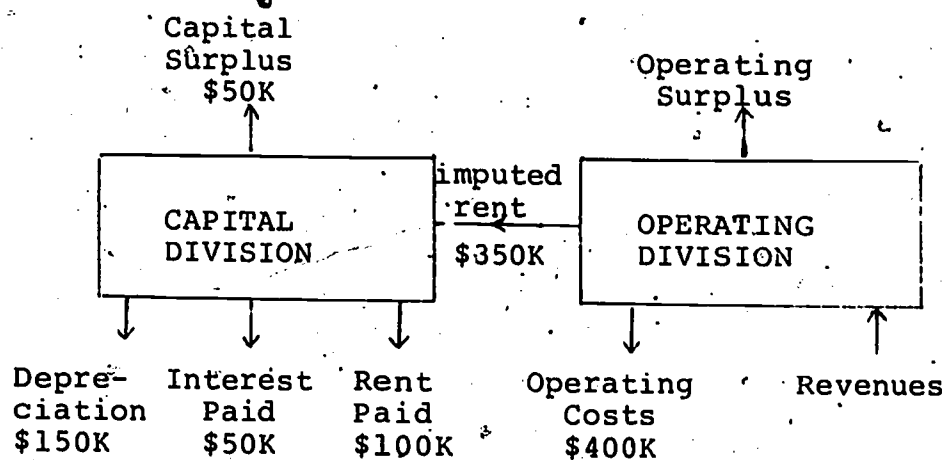 Capital
Surplus
$50K
Operating
Surplus
imputed
rent
$350K
CAPITAL
DIVISION
OPERATING
DIVISION
Depre-
ciation
$150K
Interest
Paid
$50K
Rent
Paid
$100K
Operating
Costs
$400K
Revenues